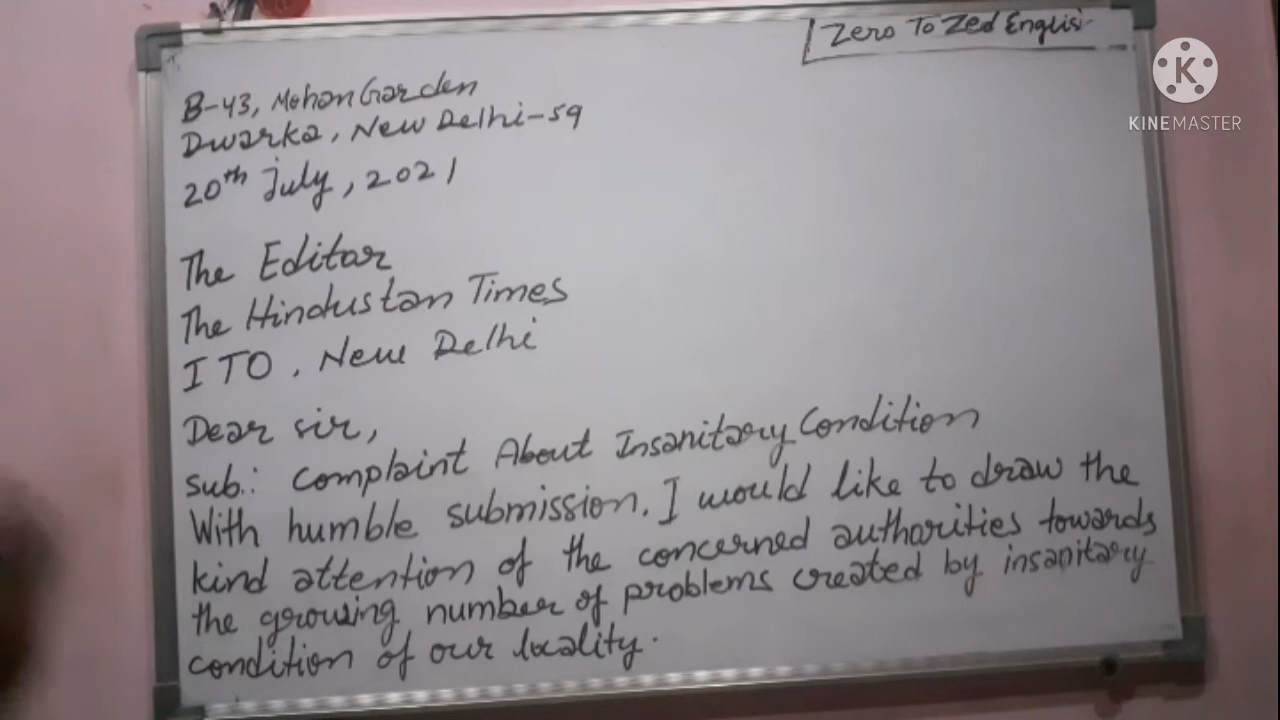 Zero To Zed Englis
KINEMASTER
B-43, Mohan Garden
Dwarka, New Delhi-59
20th july, 2021
The Editor
The Hindustan Times
ITO, New Delhi
Dear sir,
Sub.: Complaint About Insanitary Condition
With humble submission, I would like to draw the
kind attention of the concerned authorities towards
the growing number of problems created by insanitary
condition of our locality.